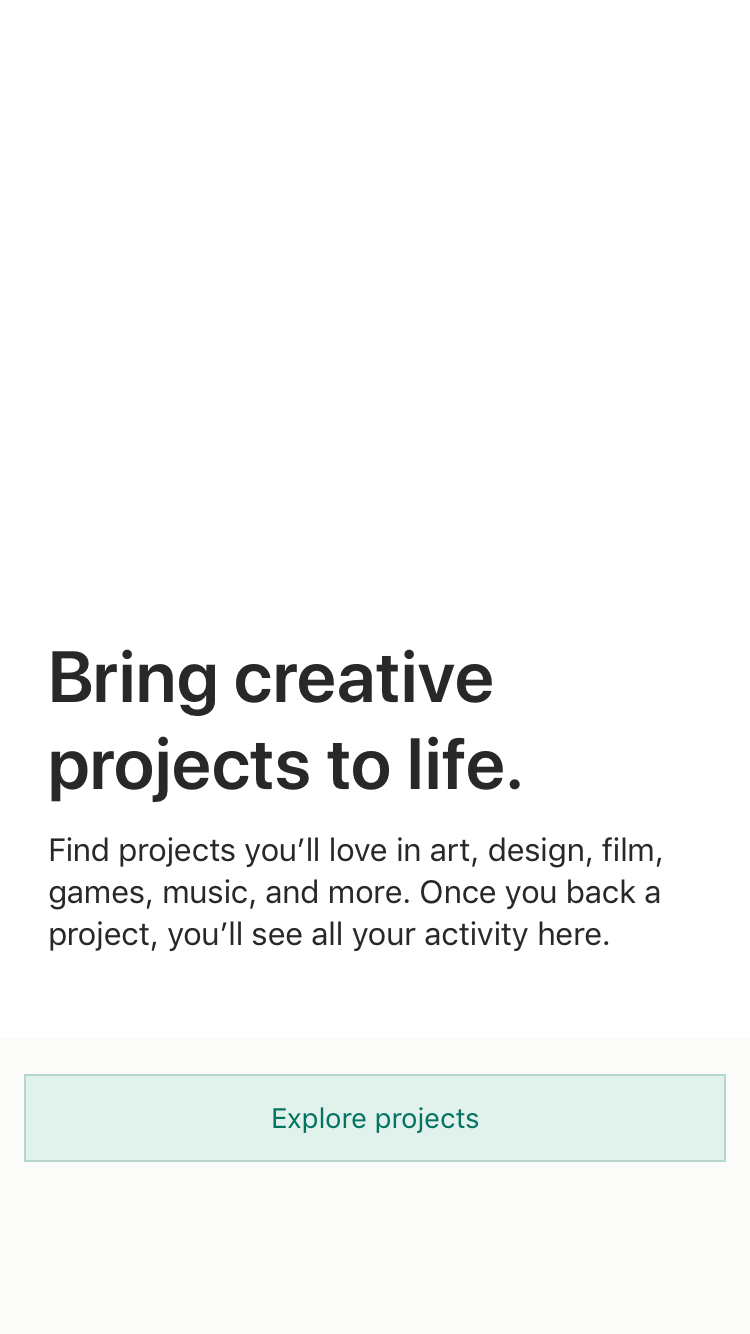 Bring creative
projects to life.
Find projects you’ll love in art, design, film,
games, music, and more. Once you back a
project, you’ll see all your activity here.
Explore projects